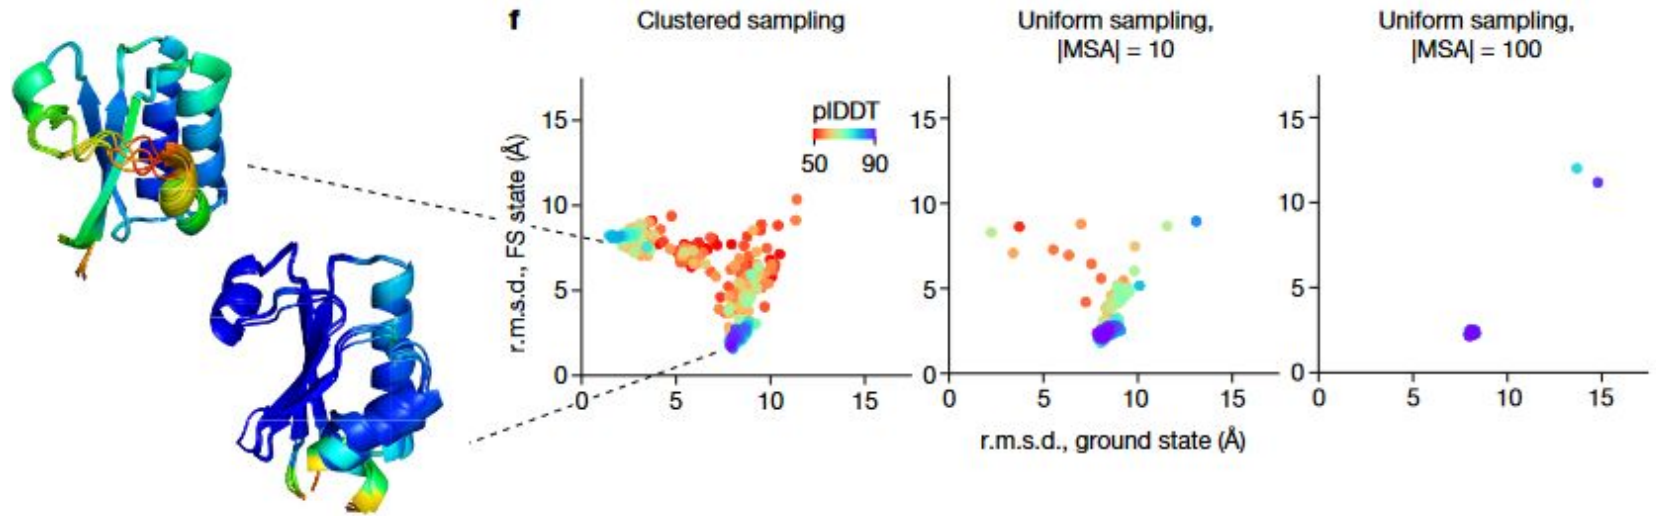 f
Clustered sampling
Uniform sampling,
|MSA| = 10
Uniform sampling,
|MSA| = 100
r.m.s.d., FS state (Å)
15
10
5
0
0 5 10 15
plDDT
50 90
15
10
5
0
0 5 10 15
r.m.s.d., ground state (Å)
15
10
5
0
0 5 10 15